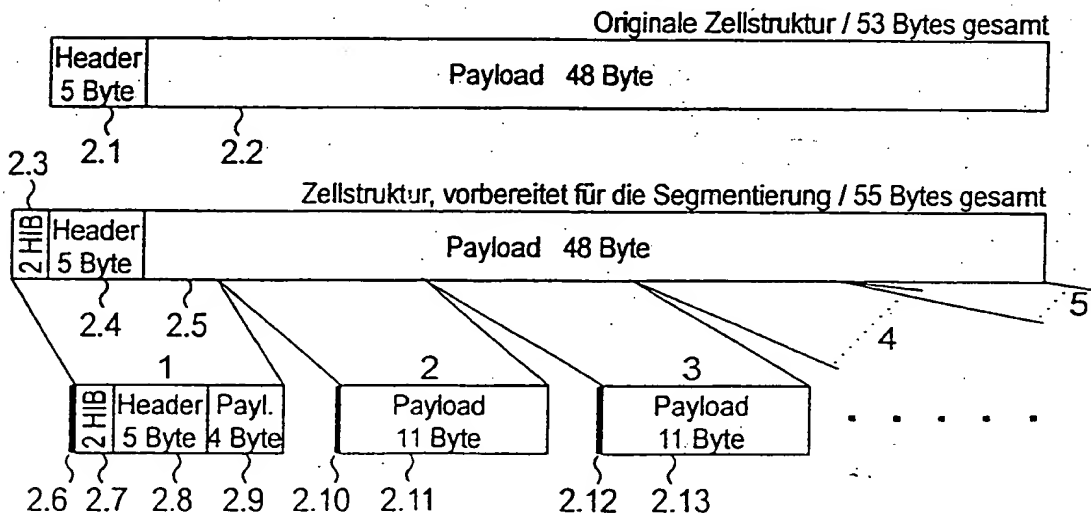 Originale Zellstruktur / 53 Bytes gesamt
Header
5 Byte
Payload 48 Byte
2.1
2.2
2.3
Zellstruktur, vorbereitet für die Segmentierung / 55 Bytes gesamt
2 HIB
Header
5 Byte
Payload 48 Byte
2.4
2.5
4
5
1
2
3
2 HIB
Header
5 Byte
Payl.
4 Byte
Payload
11 Byte
Payload
11 Byte
2.6
2.7
2.8
2.9
2.10
2.11
2.12
2.13